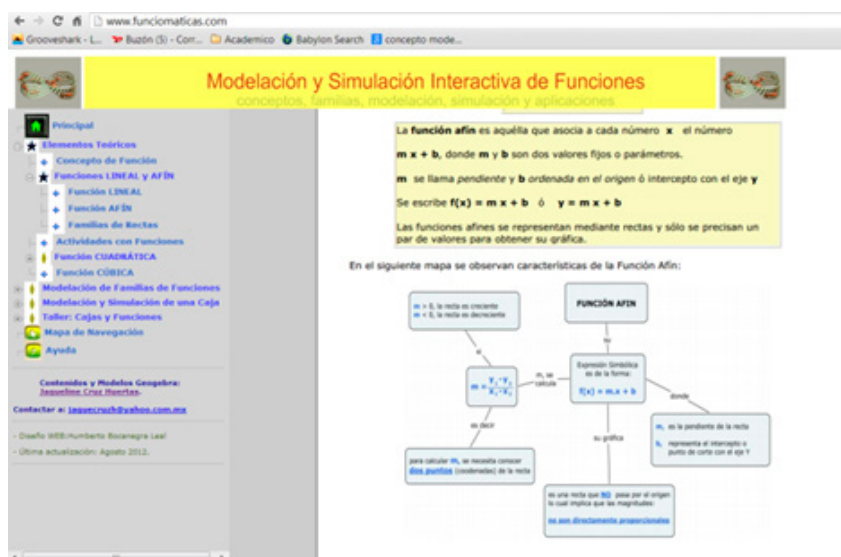 www.funciomaticas.com
Grooveshark - L... Buzón (5) - Corr... Academico Babylon Search concepto mode...
Modelación y Simulación Interactiva de Funciones
conceptos, familias, modelación, simulación y aplicaciones
Principal
Elementos Teóricos
Concepto de Función
Funciones LINEAL y AFÍN
Función LINEAL
Función AFÍN
Familias de Rectas
Actividades con Funciones
Función CUADRÁTICA
Función CÚBICA
Modelación de Familias de Funciones
Modelación y Simulación de una Caja
Taller: Cajas y Funciones
Mapa de Navegación
Ayuda
Contenidos y Modelos Geogebra:
Jaqueline Cruz Huertas.
Contactar a: jaquecruzh@yahoo.com.mx
- Diseño WEB:Humberto Bocanegra Leal
- Última actualización: Agosto 2012.
La función afín es aquélla que asocia a cada número x el número
m x + b, donde m y b son dos valores fijos o parámetros.
m se llama pendiente y b ordenada en el origen ó intercepto con el eje y
Se escribe f(x) = m x + b ó y = m x + b
Las funciones afines se representan mediante rectas y sólo se precisan un
par de valores para obtener su gráfica.
En el siguiente mapa se observan características de la Función Afín:
m > 0, la recta es creciente
m < 0, la recta es decreciente
FUNCIÓN AFIN
si
su
m = Y₂-Y₁
X₂-X₁
m, se
calcula
Expresión Simbólica
es de la forma:
f(x) = m.x + b
donde
es decir
su gráfica
m, es la pendiente de la recta
b, representa el intercepto o
punto de corte con el eje Y
para calcular m, se necesita conocer
dos puntos (coordenadas) de la recta
es una recta que NO pasa por el origen
lo cual implica que las magnitudes:
no son directamente proporcionales